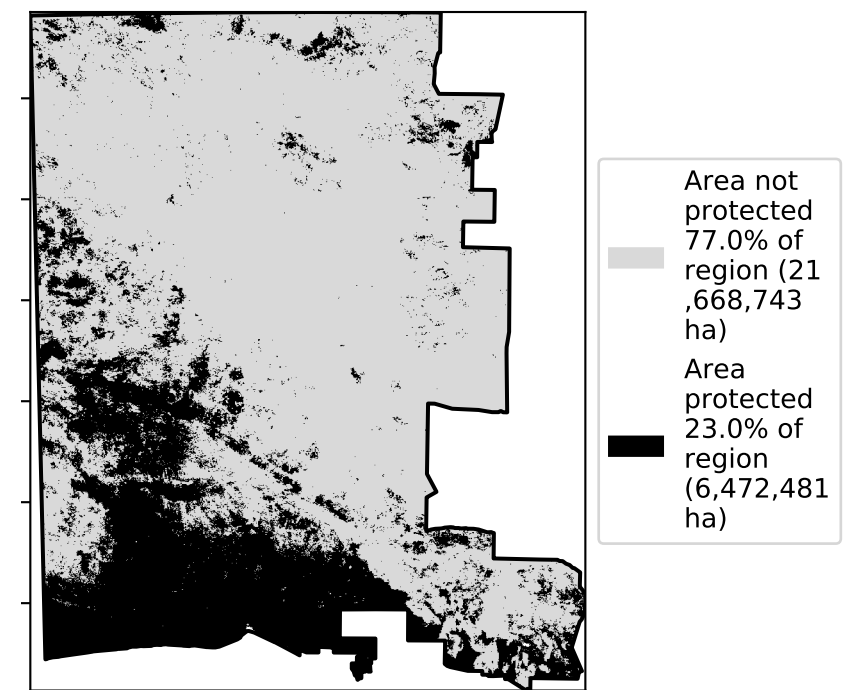 Area not
protected
77.0% of
region (21
,668,743
ha)
Area
protected
23.0% of
region
(6,472,481
ha)